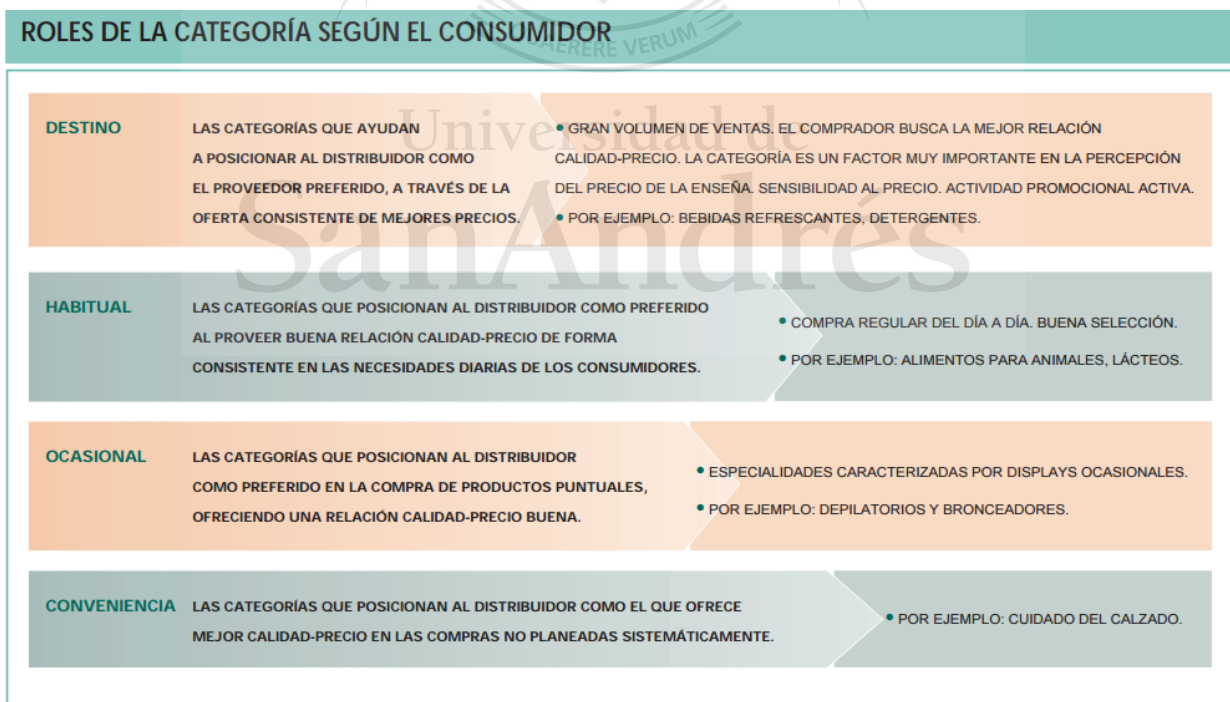 ROLES DE LA CATEGORÍA SEGÚN EL CONSUMIDOR
QUAERERE VERUM
Universidad de
SanAndrés
DESTINO
LAS CATEGORÍAS QUE AYUDAN
A POSICIONAR AL DISTRIBUIDOR COMO
EL PROVEEDOR PREFERIDO, A TRAVÉS DE LA
OFERTA CONSISTENTE DE MEJORES PRECIOS.
• GRAN VOLUMEN DE VENTAS. EL COMPRADOR BUSCA LA MEJOR RELACIÓN
CALIDAD-PRECIO. LA CATEGORÍA ES UN FACTOR MUY IMPORTANTE EN LA PERCEPCIÓN
DEL PRECIO DE LA ENSEÑA. SENSIBILIDAD AL PRECIO. ACTIVIDAD PROMOCIONAL ACTIVA.
• POR EJEMPLO: BEBIDAS REFRESCANTES, DETERGENTES.
HABITUAL
LAS CATEGORÍAS QUE POSICIONAN AL DISTRIBUIDOR COMO PREFERIDO
AL PROVEER BUENA RELACIÓN CALIDAD-PRECIO DE FORMA
CONSISTENTE EN LAS NECESIDADES DIARIAS DE LOS CONSUMIDORES.
• COMPRA REGULAR DEL DÍA A DÍA. BUENA SELECCIÓN.
• POR EJEMPLO: ALIMENTOS PARA ANIMALES, LÁCTEOS.
OCASIONAL
LAS CATEGORÍAS QUE POSICIONAN AL DISTRIBUIDOR
COMO PREFERIDO EN LA COMPRA DE PRODUCTOS PUNTUALES,
OFRECIENDO UNA RELACIÓN CALIDAD-PRECIO BUENA.
• ESPECIALIDADES CARACTERIZADAS POR DISPLAYS OCASIONALES.
• POR EJEMPLO: DEPILATORIOS Y BRONCEADORES.
CONVENIENCIA
LAS CATEGORÍAS QUE POSICIONAN AL DISTRIBUIDOR COMO EL QUE OFRECE
MEJOR CALIDAD-PRECIO EN LAS COMPRAS NO PLANEADAS SISTEMÁTICAMENTE.
• POR EJEMPLO: CUIDADO DEL CALZADO.